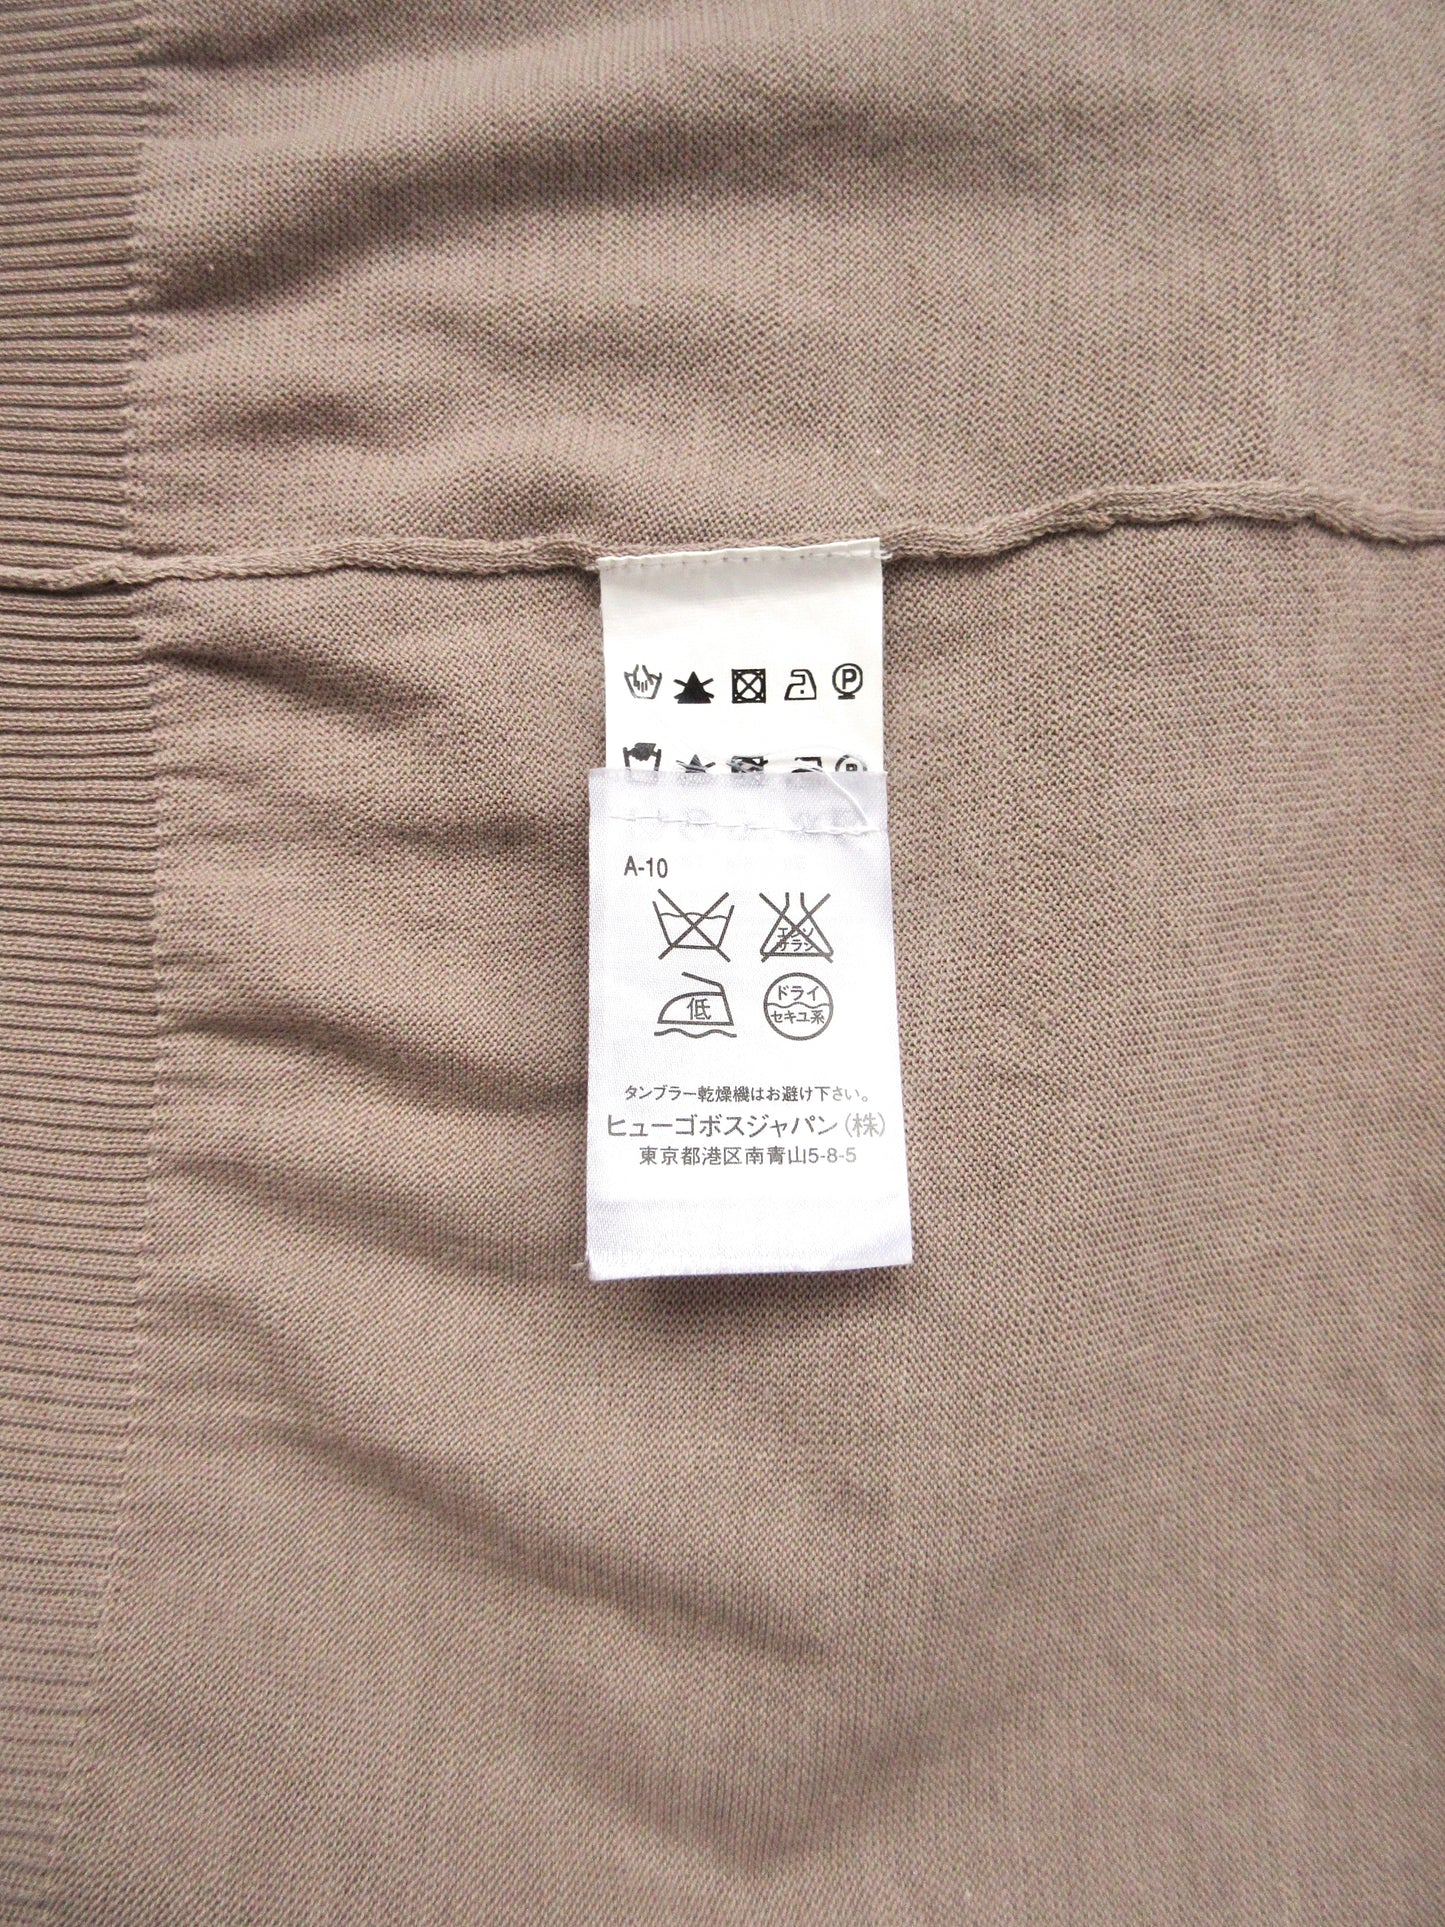 P
A-10
エンソ
サラシ
低
ドライ
セキユ系
タンブラー乾燥機はお避け下さい。
ヒューゴボスジャパン(株)
東京都港区南青山5-8-5